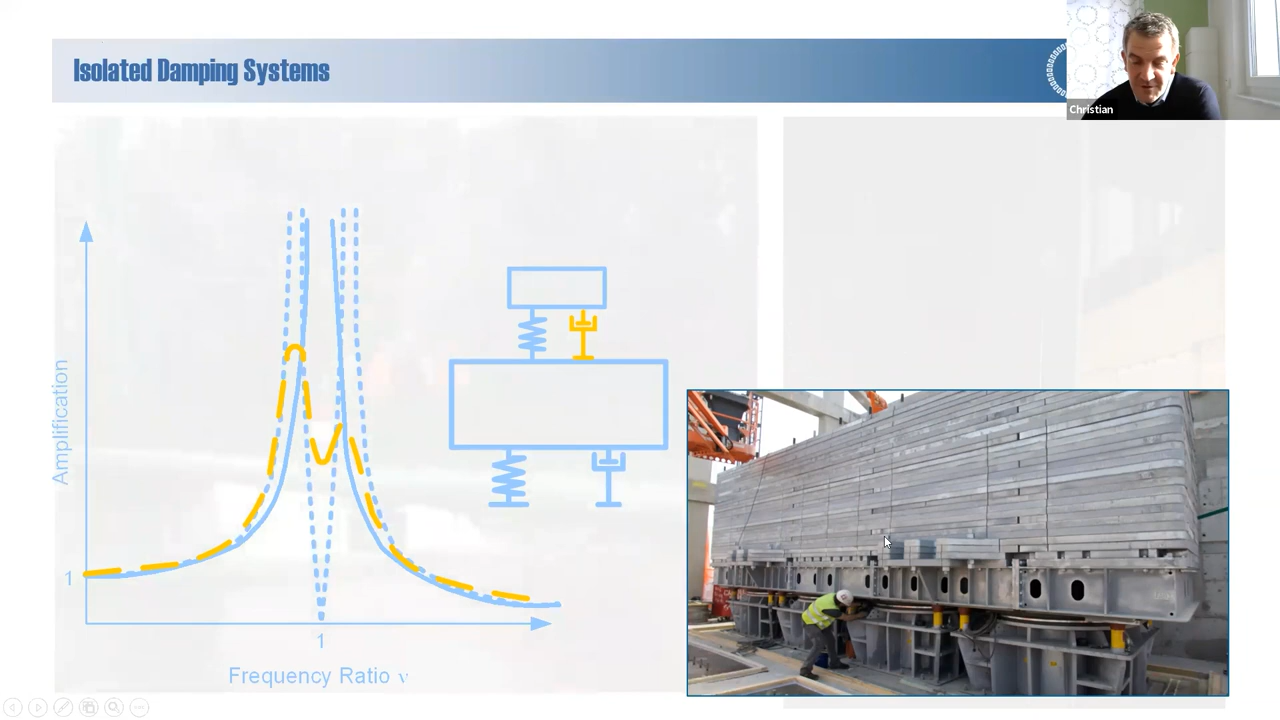 Isolated Damping Systems
Christian
Amplification
1
1
Frequency Ratio ν